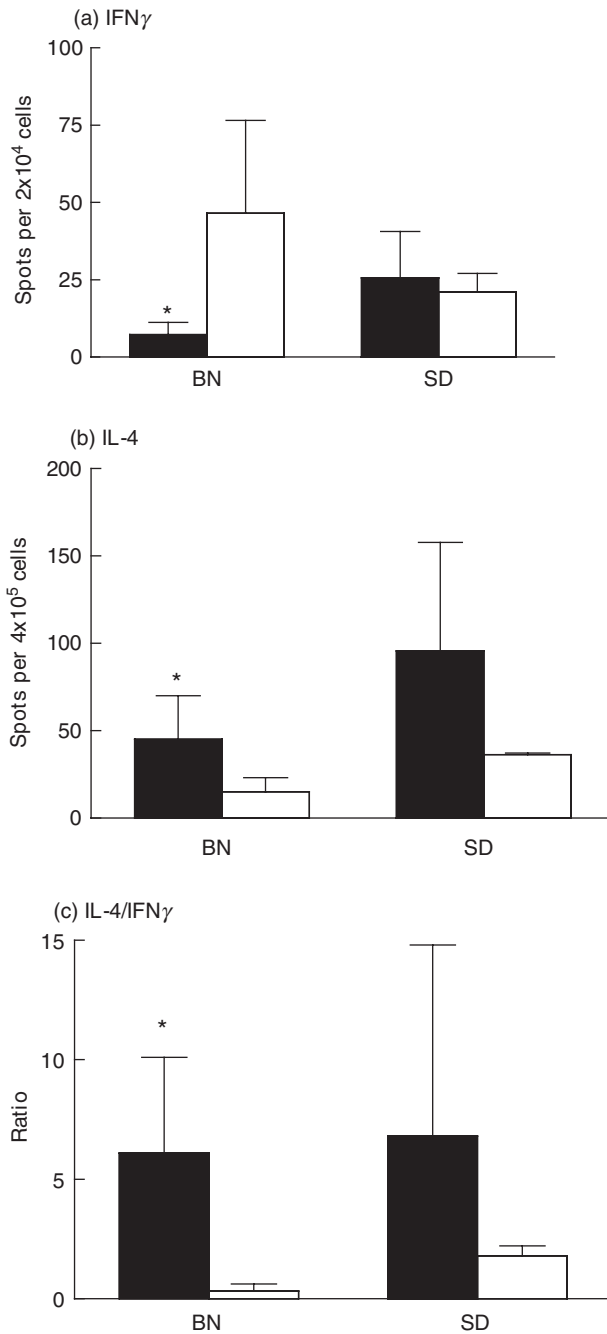 (a) IFNγ
100
75
50
25
0
Spots per 2x10⁴ cells
*
BN SD
(b) IL-4
200
150
100
50
0
Spots per 4x10⁵ cells
*
BN SD
(c) IL-4/IFNγ
15
10
5
0
Ratio
*
BN SD